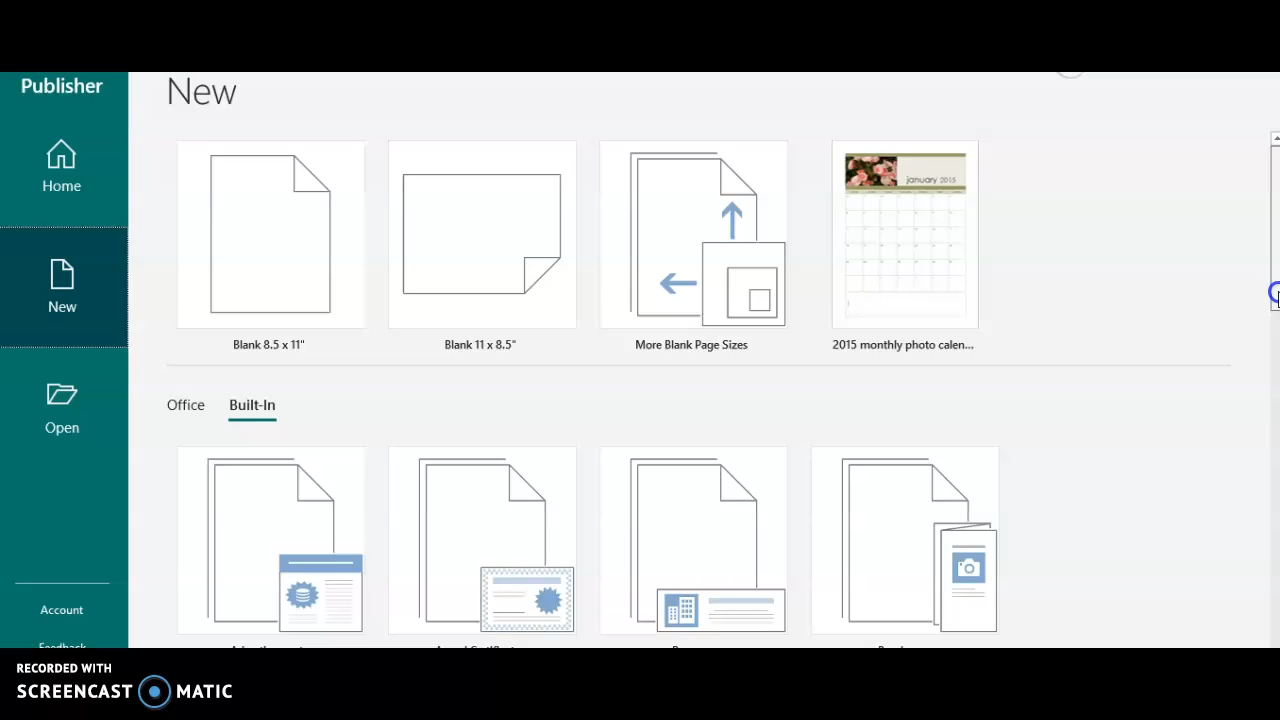 Publisher
New
Home
New
january 2015
Blank 8.5 x 11"
Blank 11 x 8.5"
More Blank Page Sizes
2015 monthly photo calen...
Office
Built-In
Open
Account
Feedback
RECORDED WITH
SCREENCAST MATIC